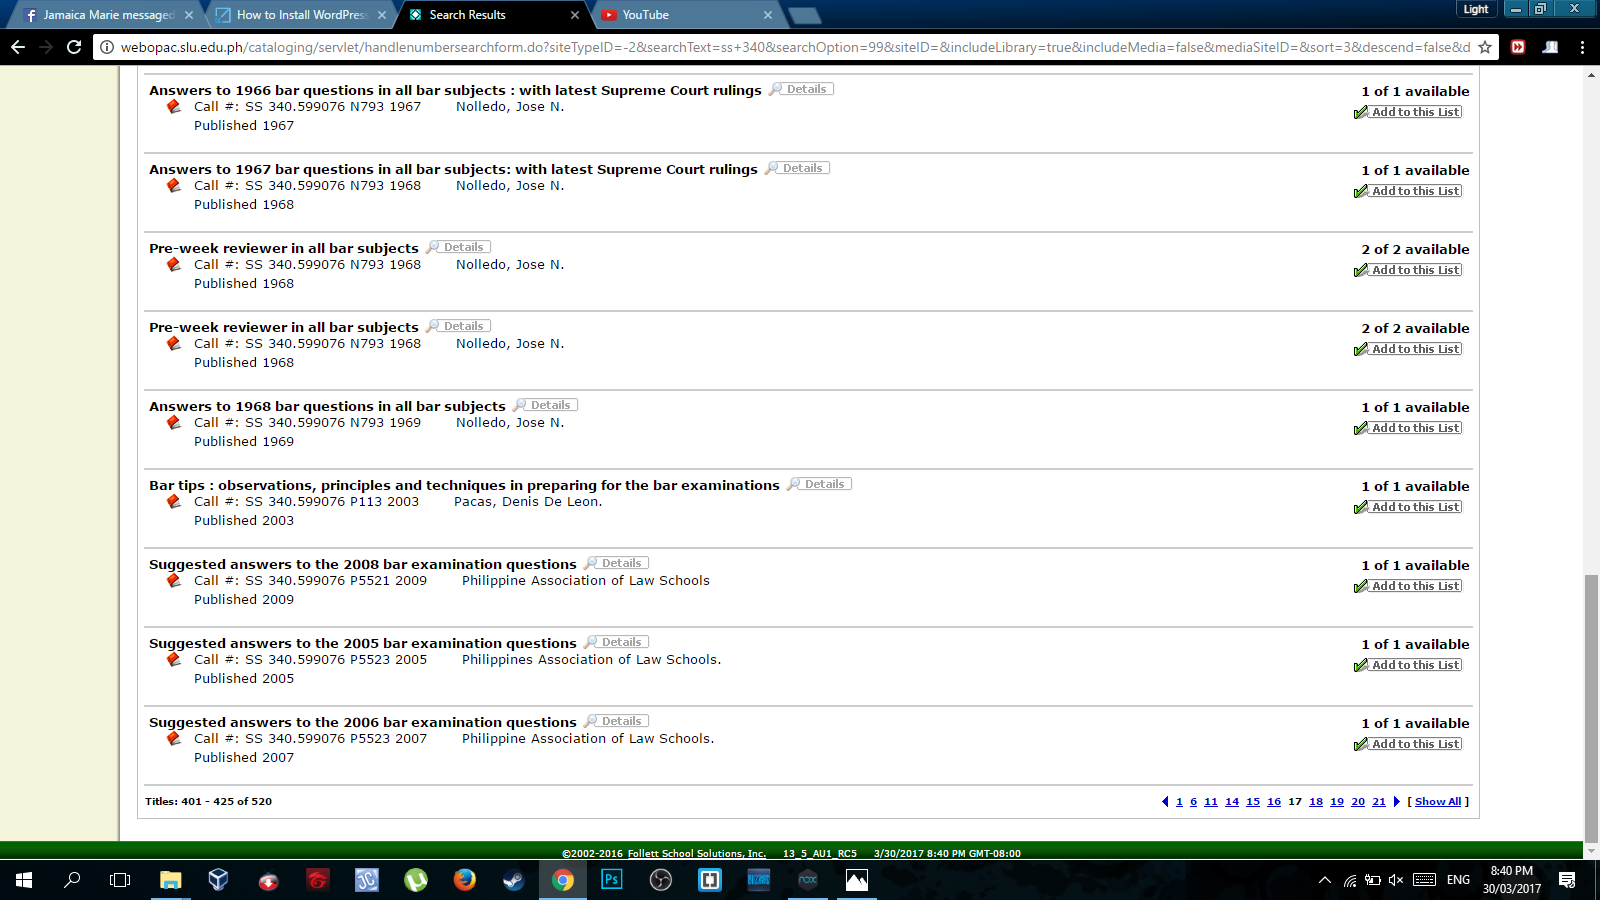 Jamaica Marie messaged
How to Install WordPress
Search Results
YouTube
Light
webopac.slu.edu.ph/cataloging/servlet/handlenumbersearchform.do?siteTypeID=-2&searchText=ss+340&searchOption=99&siteID=&includeLibrary=true&includeMedia=false&mediaSiteID=&sort=3&descend=false&d
Answers to 1966 bar questions in all bar subjects : with latest Supreme Court rulings Details 1 of 1 available
Call #: SS 340.599076 N793 1967 Nolledo, Jose N. Add to this List
Published 1967
Answers to 1967 bar questions in all bar subjects: with latest Supreme Court rulings Details 1 of 1 available
Call #: SS 340.599076 N793 1968 Nolledo, Jose N. Add to this List
Published 1968
Pre-week reviewer in all bar subjects Details 2 of 2 available
Call #: SS 340.599076 N793 1968 Nolledo, Jose N. Add to this List
Published 1968
Pre-week reviewer in all bar subjects Details 2 of 2 available
Call #: SS 340.599076 N793 1968 Nolledo, Jose N. Add to this List
Published 1968
Answers to 1968 bar questions in all bar subjects Details 1 of 1 available
Call #: SS 340.599076 N793 1969 Nolledo, Jose N. Add to this List
Published 1969
Bar tips : observations, principles and techniques in preparing for the bar examinations Details 1 of 1 available
Call #: SS 340.599076 P113 2003 Pacas, Denis De Leon. Add to this List
Published 2003
Suggested answers to the 2008 bar examination questions Details 1 of 1 available
Call #: SS 340.599076 P5521 2009 Philippine Association of Law Schools Add to this List
Published 2009
Suggested answers to the 2005 bar examination questions Details 1 of 1 available
Call #: SS 340.599076 P5523 2005 Philippines Association of Law Schools. Add to this List
Published 2005
Suggested answers to the 2006 bar examination questions Details 1 of 1 available
Call #: SS 340.599076 P5523 2007 Philippine Association of Law Schools. Add to this List
Published 2007
Titles: 401 - 425 of 520 1 6 11 14 15 16 17 18 19 20 21 [ Show All ]
©2002-2016 Follett School Solutions, Inc. 13_5_AU1_RC5 3/30/2017 8:40 PM GMT-08:00
Ps
ENG
8:40 PM
30/03/2017